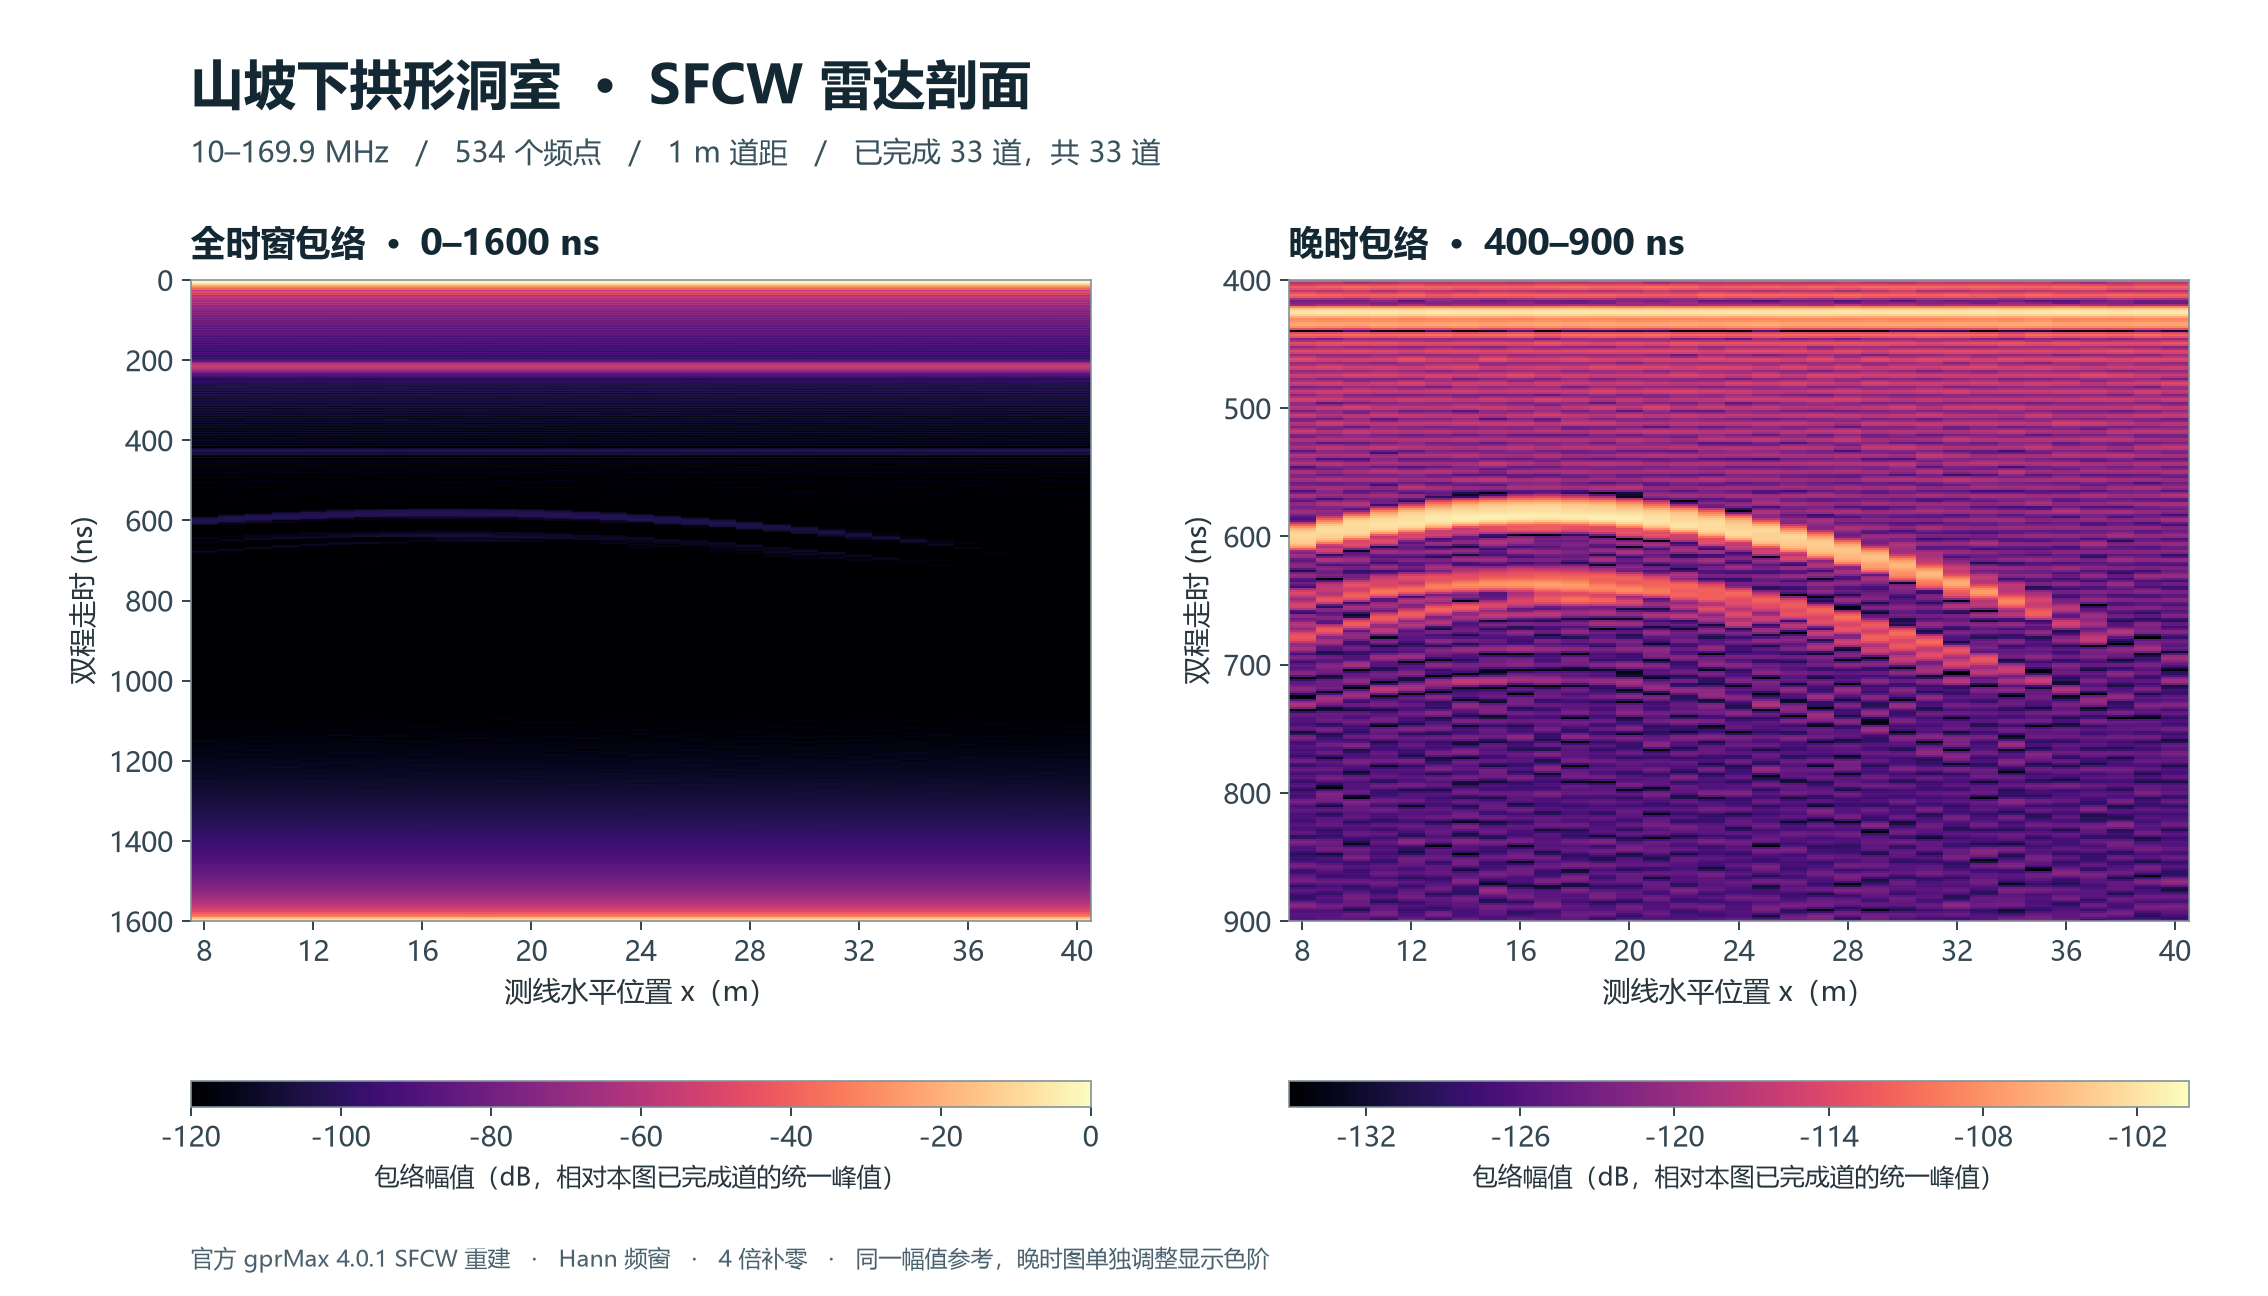 山坡下拱形洞室 • SFCW 雷达剖面
10–169.9 MHz / 534 个频点 / 1 m 道距 / 已完成 33 道，共 33 道
全时窗包络 • 0–1600 ns
0
200
400
600
800
1000
1200
1400
1600
双程走时 (ns)
8 12 16 20 24 28 32 36 40
测线水平位置 x（m）
-120 -100 -80 -60 -40 -20 0
包络幅值（dB，相对本图已完成道的统一峰值）
晚时包络 • 400–900 ns
400
500
600
700
800
900
双程走时 (ns)
8 12 16 20 24 28 32 36 40
测线水平位置 x（m）
-132 -126 -120 -114 -108 -102
包络幅值（dB，相对本图已完成道的统一峰值）
官方 gprMax 4.0.1 SFCW 重建 · Hann 频窗 · 4 倍补零 · 同一幅值参考，晚时图单独调整显示色阶